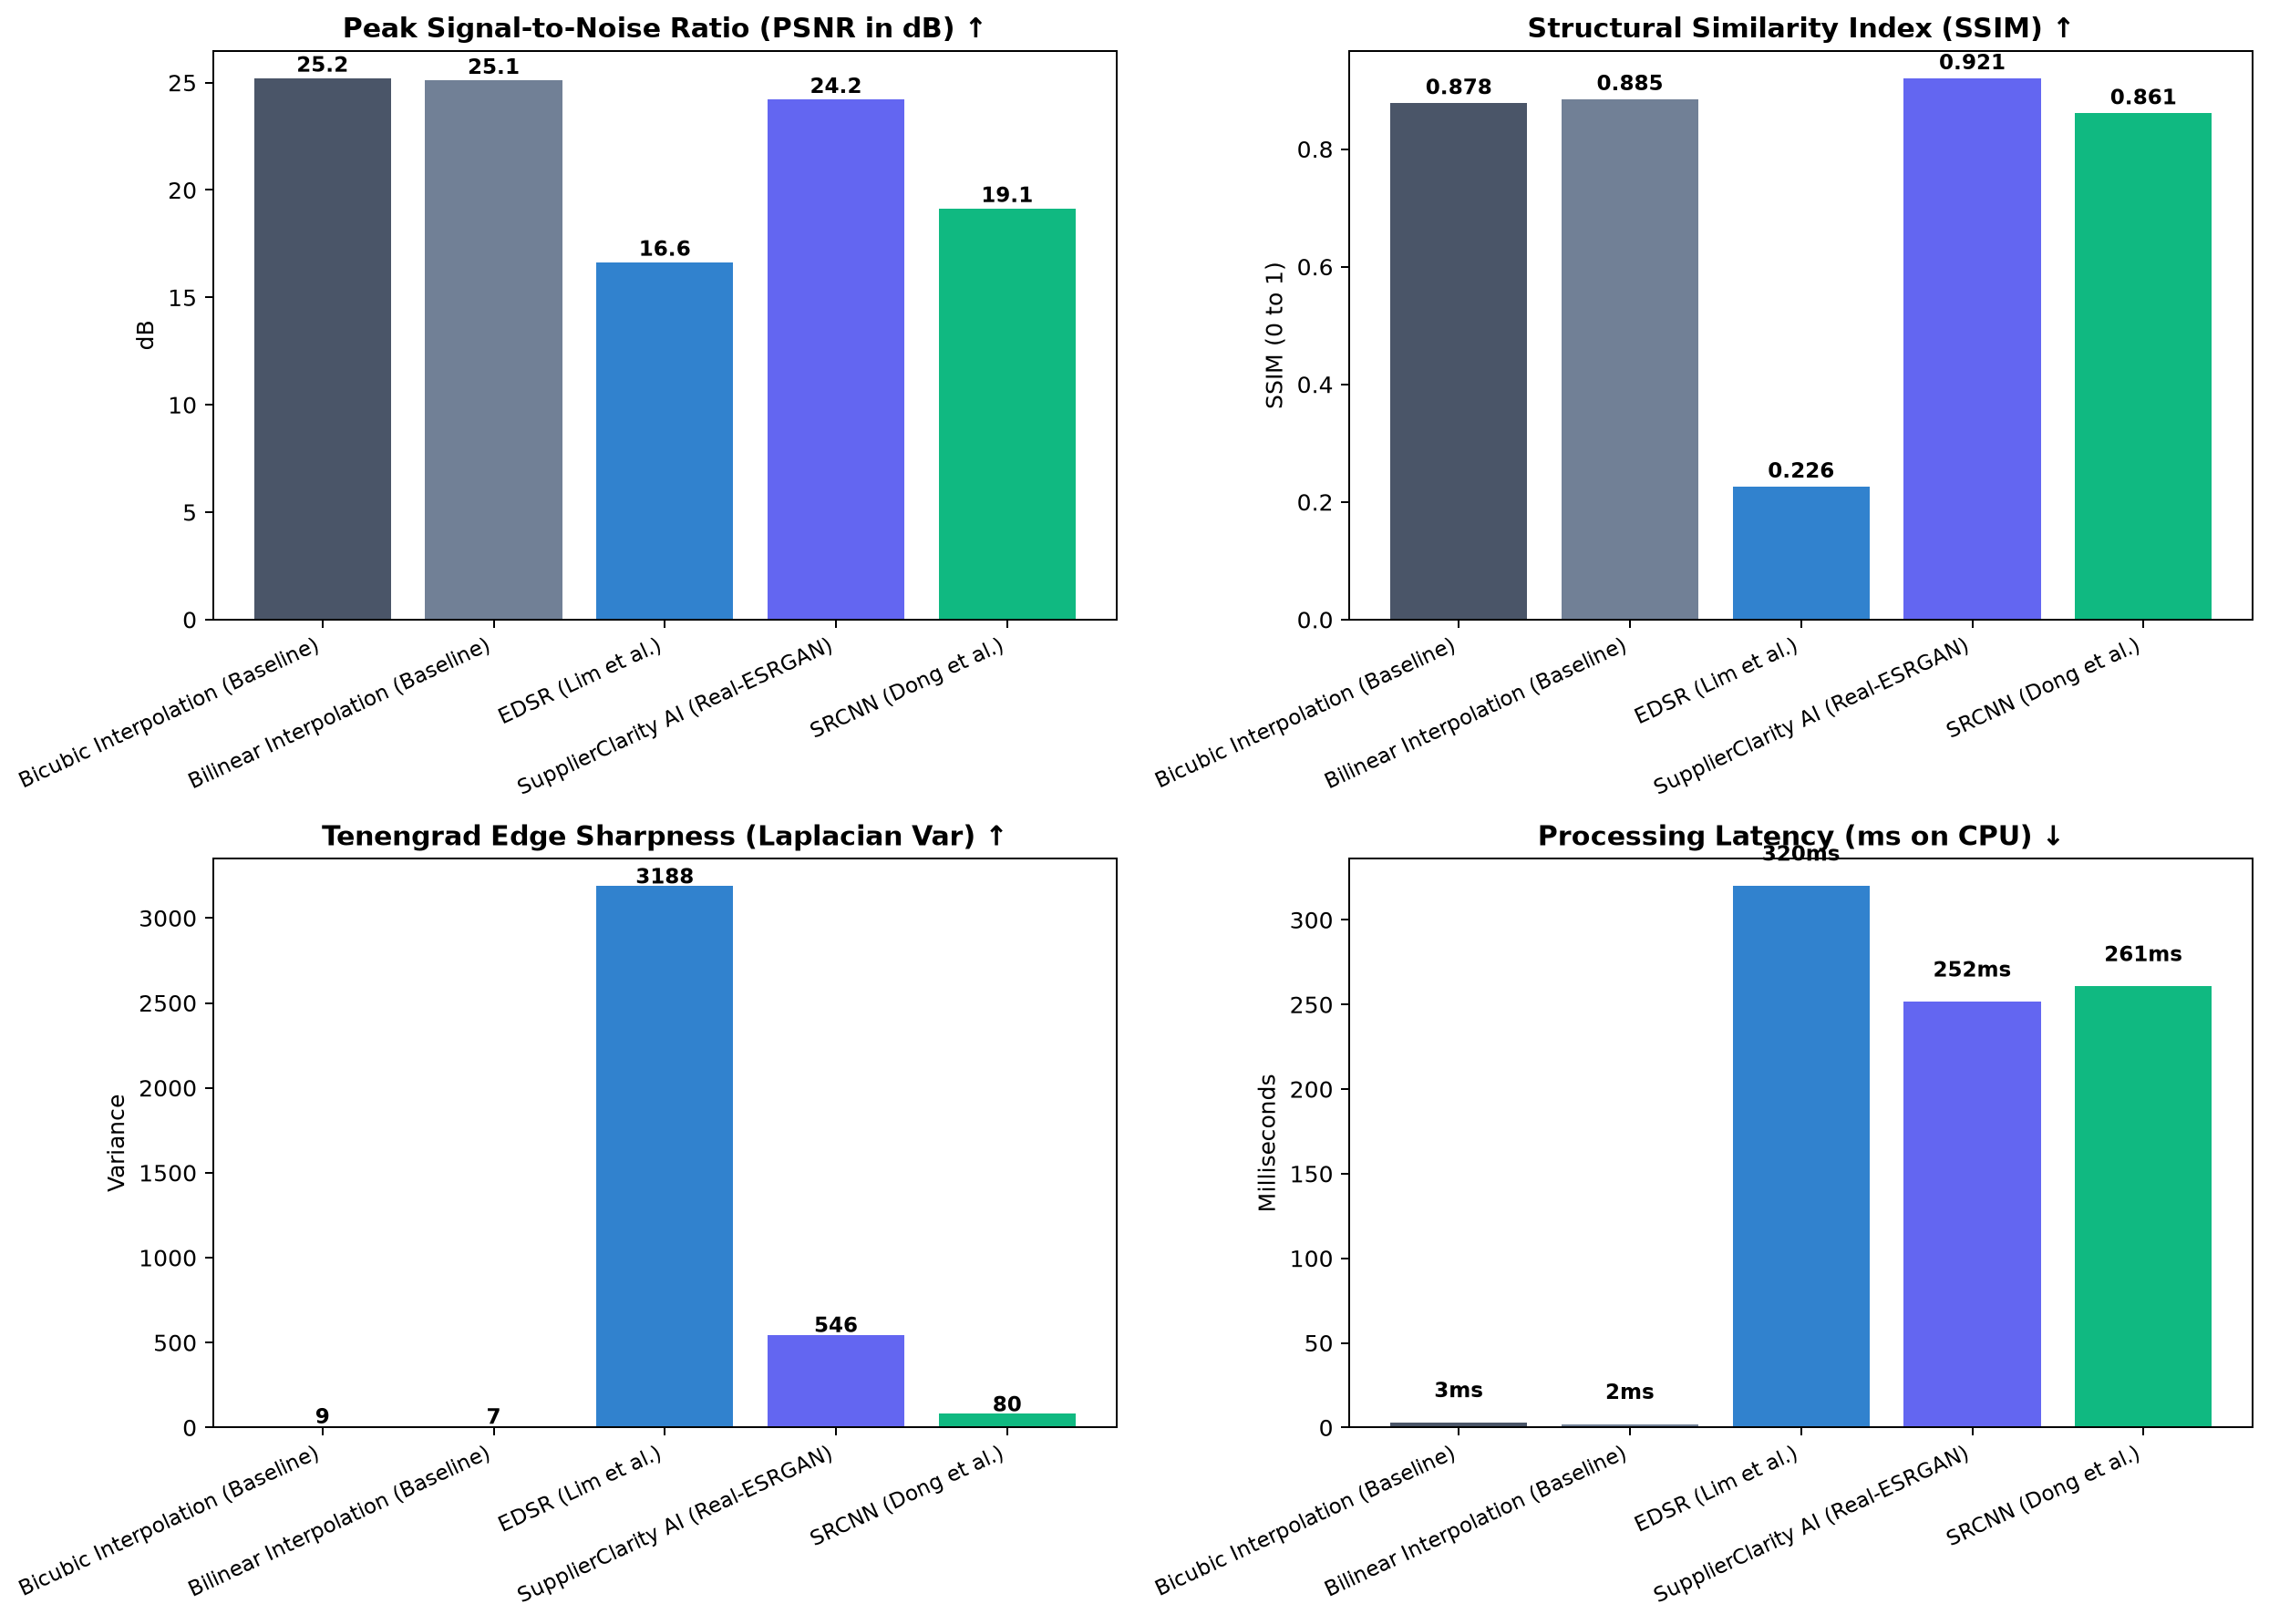 Peak Signal-to-Noise Ratio (PSNR in dB) ↑
25.2
25.1
16.6
24.2
19.1
25
20
15
10
5
0
dB
Bicubic Interpolation (Baseline)
Bilinear Interpolation (Baseline)
EDSR (Lim et al.)
SupplierClarity AI (Real-ESRGAN)
SRCNN (Dong et al.)
Structural Similarity Index (SSIM) ↑
0.878
0.885
0.226
0.921
0.861
0.8
0.6
0.4
0.2
0.0
SSIM (0 to 1)
Bicubic Interpolation (Baseline)
Bilinear Interpolation (Baseline)
EDSR (Lim et al.)
SupplierClarity AI (Real-ESRGAN)
SRCNN (Dong et al.)
Tenengrad Edge Sharpness (Laplacian Var) ↑
9
7
3188
546
80
3000
2500
2000
1500
1000
500
0
Variance
Bicubic Interpolation (Baseline)
Bilinear Interpolation (Baseline)
EDSR (Lim et al.)
SupplierClarity AI (Real-ESRGAN)
SRCNN (Dong et al.)
Processing Latency (ms on CPU) ↓
3ms
2ms
320ms
252ms
261ms
300
250
200
150
100
50
0
Milliseconds
Bicubic Interpolation (Baseline)
Bilinear Interpolation (Baseline)
EDSR (Lim et al.)
SupplierClarity AI (Real-ESRGAN)
SRCNN (Dong et al.)